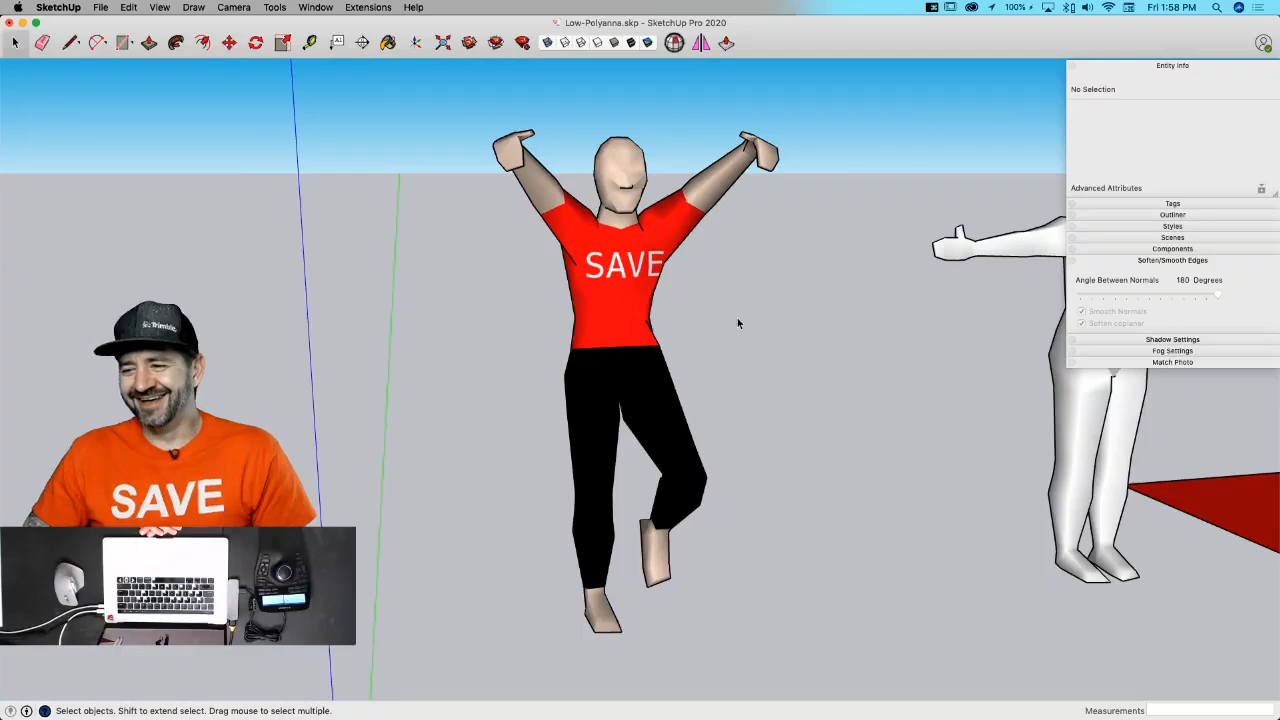 SketchUp File Edit View Draw Camera Tools Window Extensions Help
100% Fri 1:58 PM
Low-Polyanna.skp - SketchUp Pro 2020
Entity Info
No Selection
Advanced Attributes
Tags
Outliner
Styles
Scenes
Components
Soften/Smooth Edges
Angle Between Normals 180 Degrees
Smooth Normals
Soften coplanar
Shadow Settings
Fog Settings
Match Photo
SAVE
Trimble.
SAVE
Select objects. Shift to extend select. Drag mouse to select multiple.
Measurements